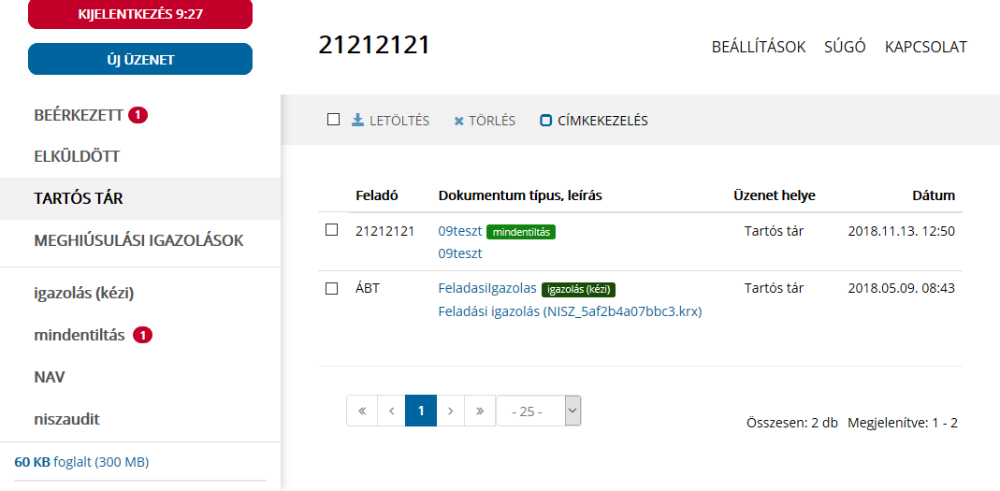 KIJELENTKEZÉS 9:27
ÚJ ÜZENET
BEÉRKEZETT 1
ELKÜLDÖTT
TARTÓS TÁR
MEGHIÚSULÁSI IGAZOLÁSOK
igazolás (kézi)
mindentiltás 1
NAV
niszaudit
60 KB foglalt (300 MB)
21212121
BEÁLLÍTÁSOK SÚGÓ KAPCSOLAT
LETÖLTÉS TÖRLÉS CÍMKEKEZELÉS
Feladó Dokumentum típus, leírás Üzenet helye Dátum
21212121 09teszt mindentiltás Tartós tár 2018.11.13. 12:50
09teszt
ÁBT FeladasiIgazolas igazolás (kézi) Tartós tár 2018.05.09. 08:43
Feladási igazolás (NISZ_5af2b4a07bbc3.krx)
« ‹ 1 › » - 25 -
Összesen: 2 db Megjelenítve: 1 - 2